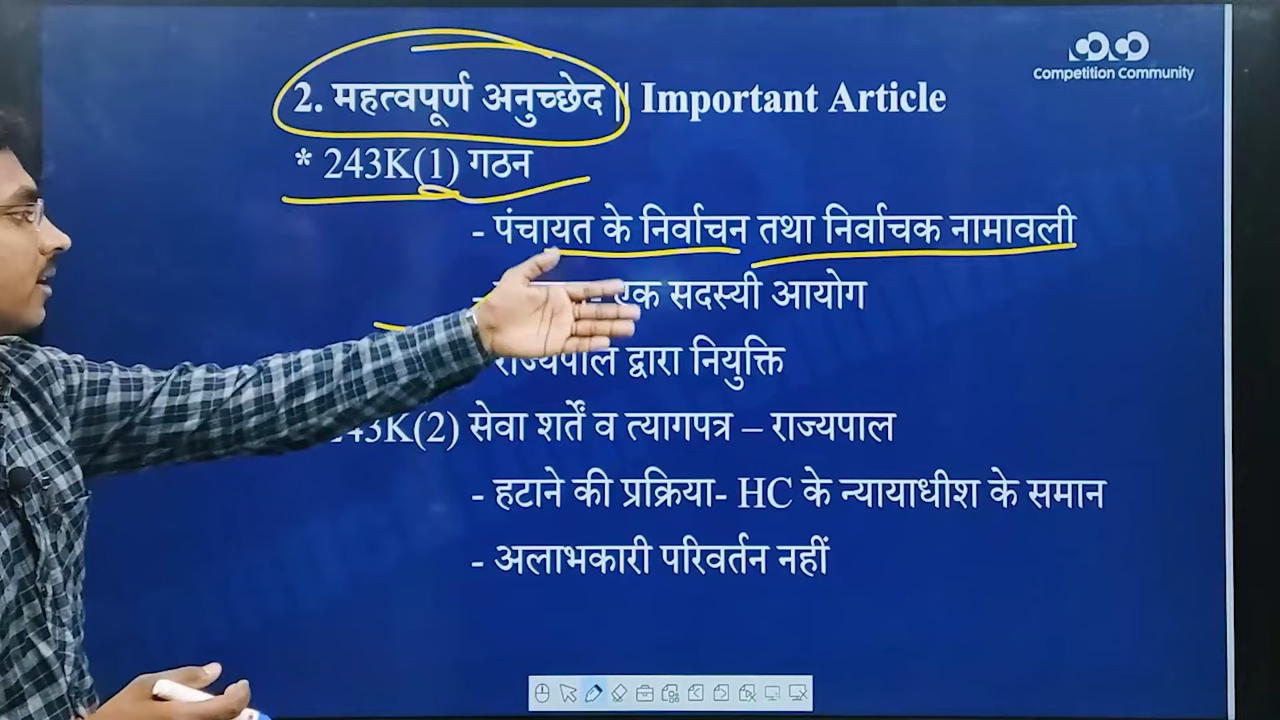 Competition Community
2. महत्वपूर्ण अनुच्छेद || Important Article
* 243K(1) गठन
- पंचायत के निर्वाचन तथा निर्वाचक नामावली
- एक सदस्यी आयोग
राज्यपाल द्वारा नियुक्ति
243K(2) सेवा शर्तें व त्यागपत्र – राज्यपाल
- हटाने की प्रक्रिया- HC के न्यायाधीश के समान
- अलाभकारी परिवर्तन नहीं